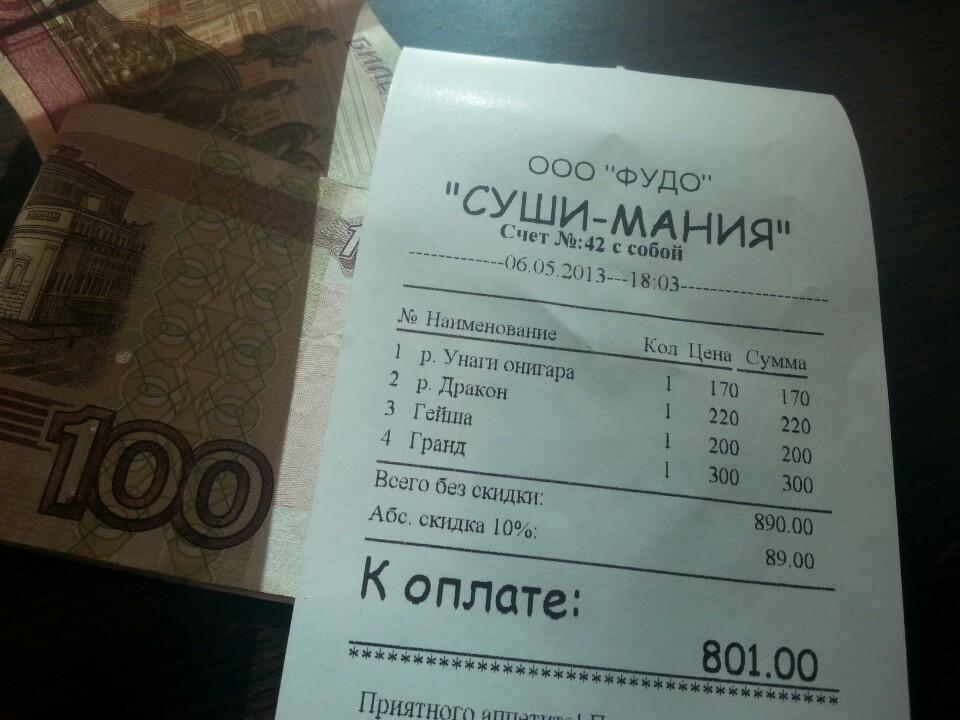 ООО "ФУДО"
"СУШИ-МАНИЯ"
Счет №:42 с собой
-------------06.05.2013---18:03--------------------
№ Наименование Кол Цена Сумма
1 р. Унаги онигара 1 170 170
2 р. Дракон 1 220 220
3 Гейша 1 200 200
4 Гранд 1 300 300
Всего без скидки: 890.00
Абс. скидка 10%: 89.00
К оплате:
801.00
****************************************
Приятного аппетита!
100